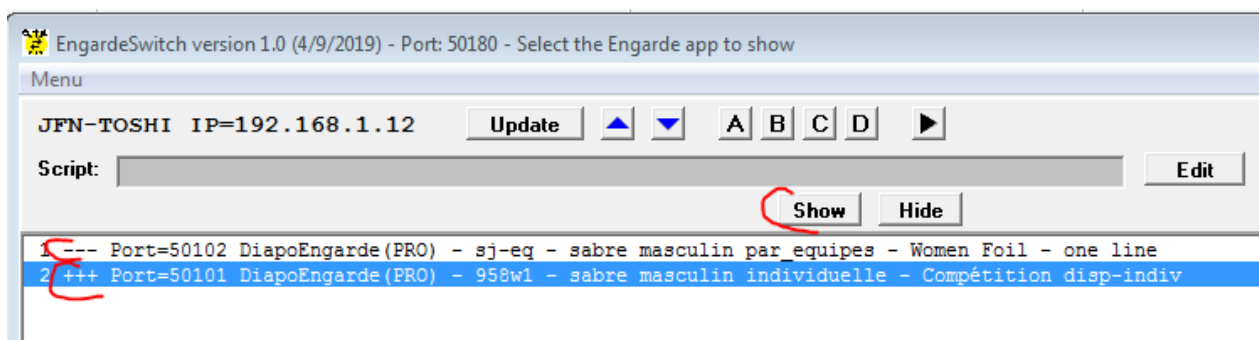 EngardeSwitch version 1.0 (4/9/2019) - Port: 50180 - Select the Engarde app to show
Menu
JFN-TOSHI IP=192.168.1.12 Update A B C D
Script: Edit
Show Hide
1 --- Port=50102 DiapoEngarde(PRO) - sj-eq - sabre masculin par_equipes - Women Foil - one line
2 +++ Port=50101 DiapoEngarde(PRO) - 958w1 - sabre masculin individuelle - Compétition disp-indiv